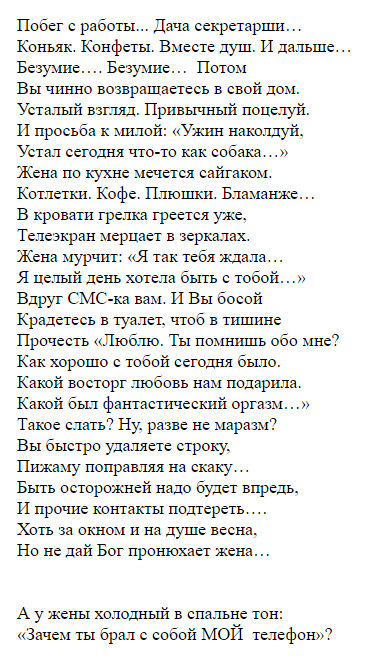 Побег с работы... Дача секретарши…
Коньяк. Конфеты. Вместе душ. И дальше…
Безумие…. Безумие…  Потом
Вы чинно возвращаетесь в свой дом.
Усталый взгляд. Привычный поцелуй.
И просьба к милой: «Ужин наколдуй,
Устал сегодня что-то как собака…»
Жена по кухне мечется сайгаком.
Котлетки. Кофе. Плюшки. Бламанже…
В кровати грелка греется уже,
Телеэкран мерцает в зеркалах.
Жена мурчит: «Я так тебя ждала…
Я целый день хотела быть с тобой…»
Вдруг СМС-ка вам. И Вы босой
Крадетесь в туалет, чтоб в тишине
Прочесть «Люблю. Ты помнишь обо мне?
Как хорошо с тобой сегодня было.
Какой восторг любовь нам подарила.
Какой был фантастический оргазм…»
Такое слать? Ну, разве не маразм?
Вы быстро удаляете строку,
Пижаму поправляя на скаку…
Быть осторожней надо будет впредь,
И прочие контакты подтереть….
Хоть за окном и на душе весна,
Но не дай Бог пронюхает жена…
А у жены холодный в спальне тон:
«Зачем ты брал с собой МОЙ  телефон»?